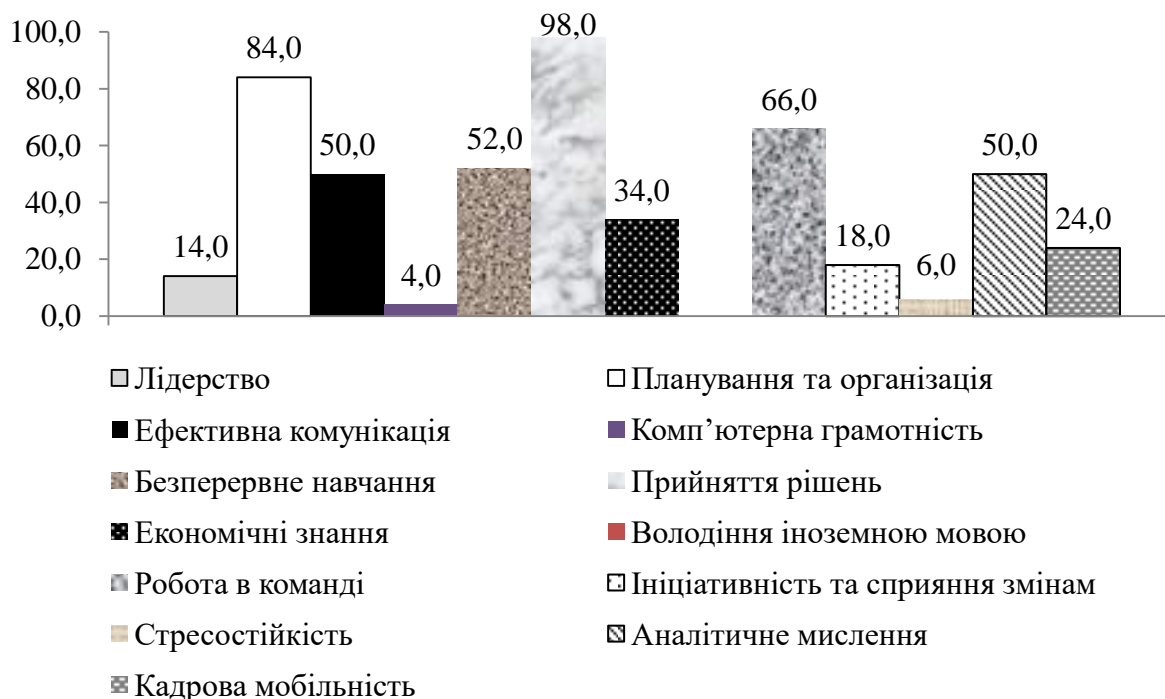 100,0
80,0
60,0
40,0
20,0
0,0
14,0
84,0
50,0
4,0
52,0
98,0
34,0
66,0
18,0
6,0
50,0
24,0
Лідерство
Планування та організація
Ефективна комунікація
Комп’ютерна грамотність
Безперервне навчання
Прийняття рішень
Економічні знання
Володіння іноземною мовою
Робота в команді
Ініціативність та сприяння змінам
Стресостійкість
Аналітичне мислення
Кадрова мобільність